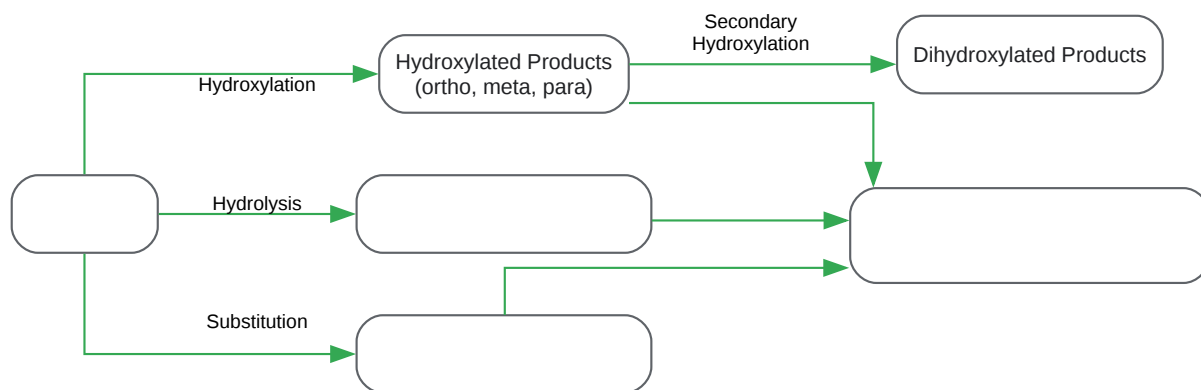 Secondary
Hydroxylation
Hydroxylated Products
(ortho, meta, para)
Dihydroxylated Products
Hydroxylation
Hydrolysis
Substitution